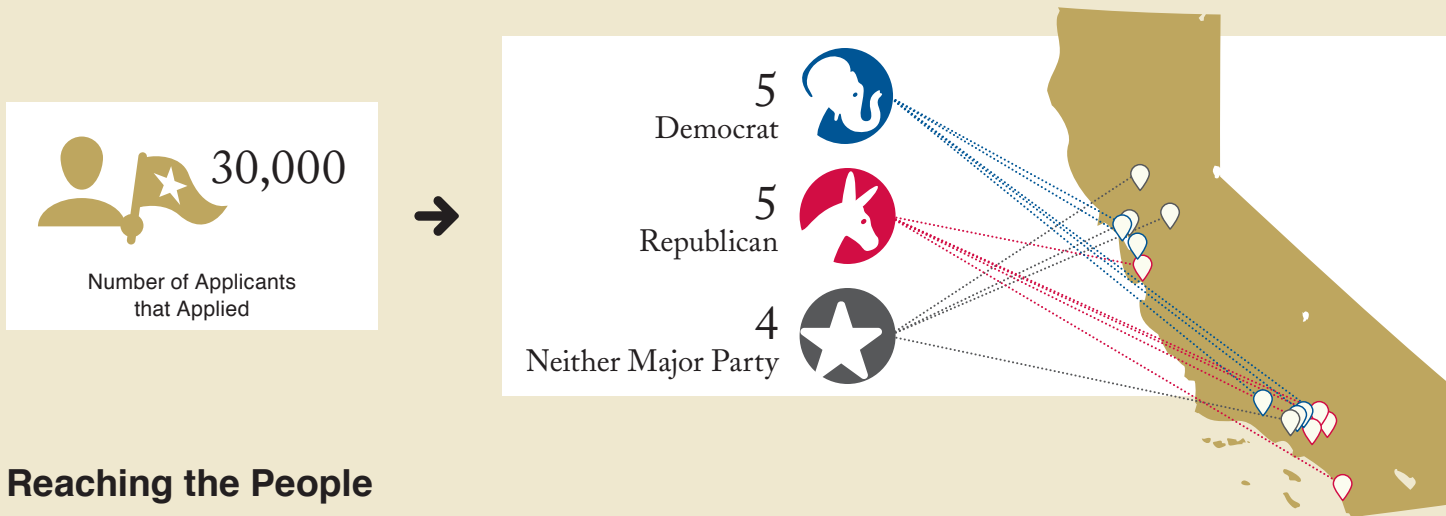 30,000
Number of Applicants
that Applied
5
Democrat
5
Republican
4
Neither Major Party
Reaching the People